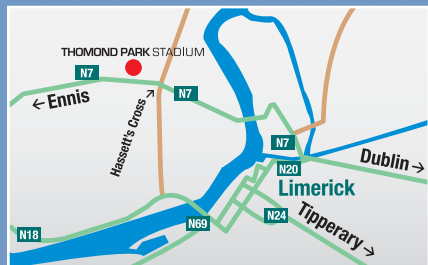 THOMOND PARK STADIUM
N7
← Ennis
N7
Hassett's Cross →
N7
Dublin →
N20
Limerick
N24
Tipperary →
N69
N18